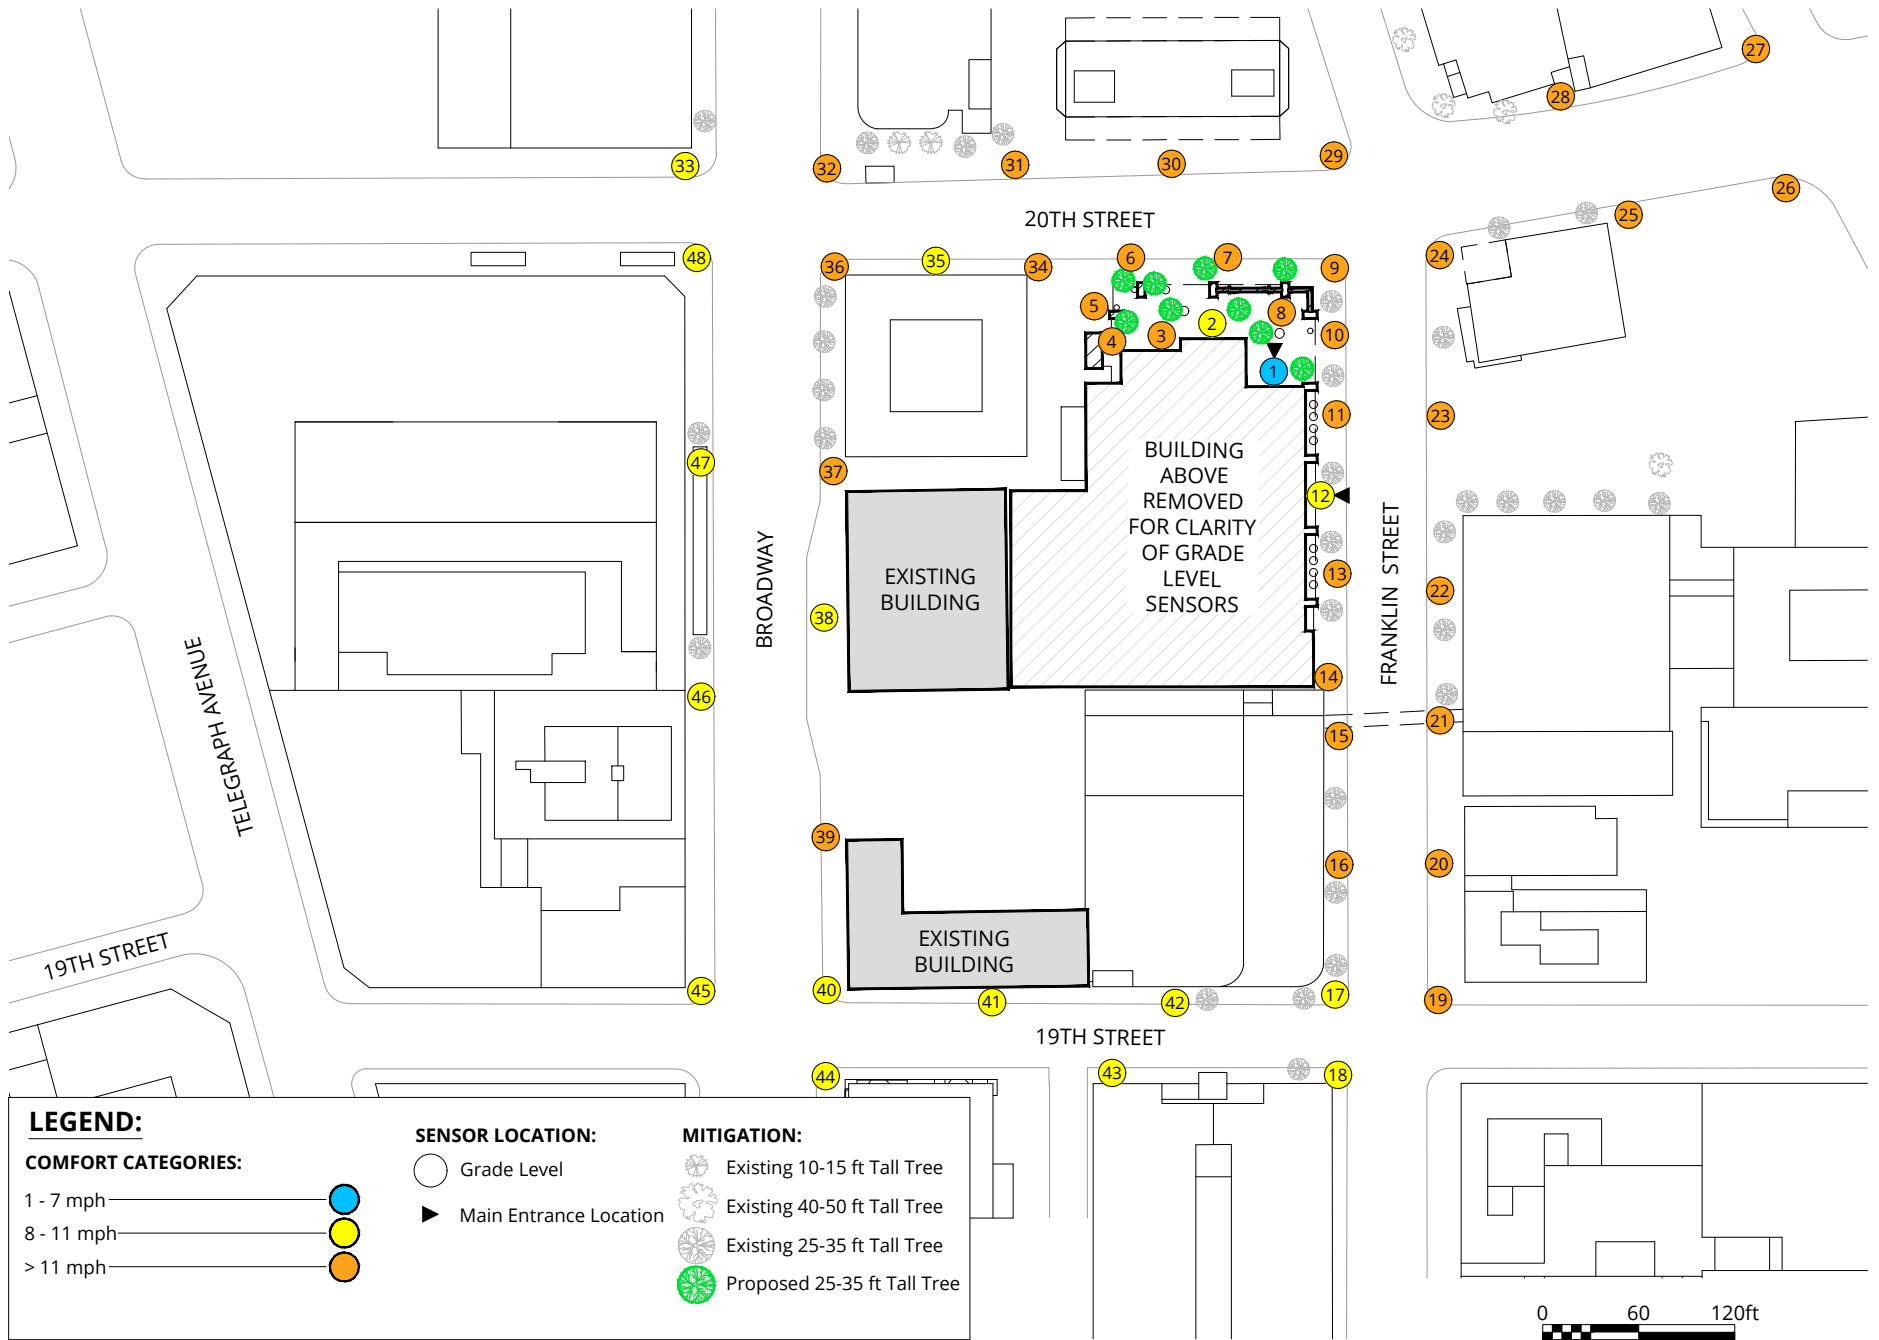 27
28
33
32
31
30
29
26
25
20TH STREET
48
36
35
34
6
7
9
24
5
4
3
2
8
10
1
47
37
11
23
12
BUILDING
ABOVE
REMOVED
FOR CLARITY
OF GRADE
LEVEL
SENSORS
EXISTING
BUILDING
13
22
38
BROADWAY
FRANKLIN STREET
TELEGRAPH AVENUE
46
14
21
15
39
16
20
19TH STREET
EXISTING
BUILDING
45
40
41
42
17
19
19TH STREET
44
43
18
LEGEND:
COMFORT CATEGORIES:
1 - 7 mph
8 - 11 mph
> 11 mph
SENSOR LOCATION:
Grade Level
Main Entrance Location
MITIGATION:
Existing 10-15 ft Tall Tree
Existing 40-50 ft Tall Tree
Existing 25-35 ft Tall Tree
Proposed 25-35 ft Tall Tree
0 60 120ft